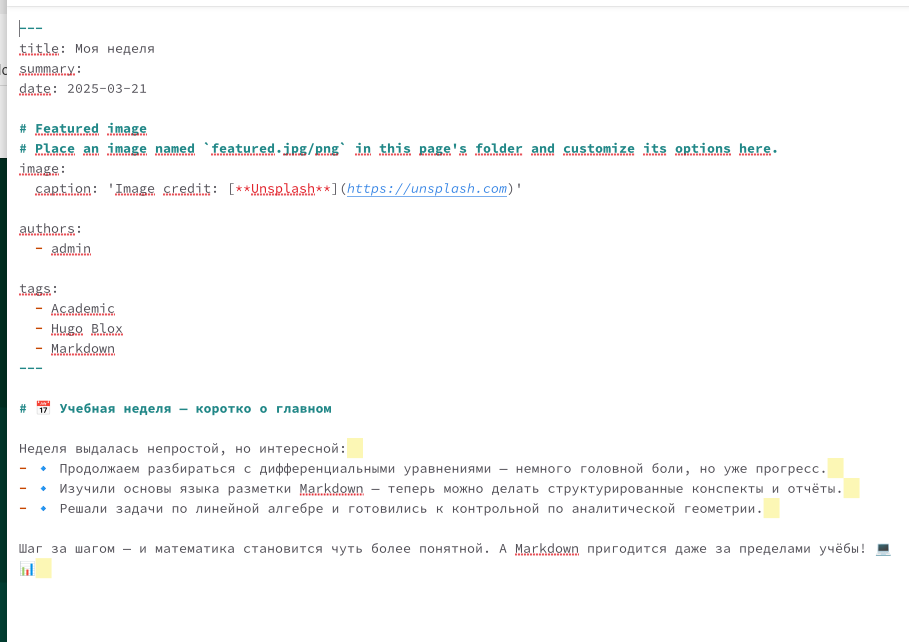 ---
title: Моя неделя
summary:
date: 2025-03-21

# Featured image
# Place an image named `featured.jpg/png` in this page's folder and customize its options here.
image:
  caption: 'Image credit: [**Unsplash**](https://unsplash.com)'

authors:
  - admin

tags:
  - Academic
  - Hugo Blox
  - Markdown
---

# 📅 Учебная неделя — коротко о главном

Неделя выдалась непростой, но интересной:
- 🔹 Продолжаем разбираться с дифференциальными уравнениями — немного головной боли, но уже прогресс.
- 🔹 Изучили основы языка разметки Markdown — теперь можно делать структурированные конспекты и отчёты.
- 🔹 Решали задачи по линейной алгебре и готовились к контрольной по аналитической геометрии.

Шаг за шагом — и математика становится чуть более понятной. А Markdown пригодится даже за пределами учёбы! 💻
📊